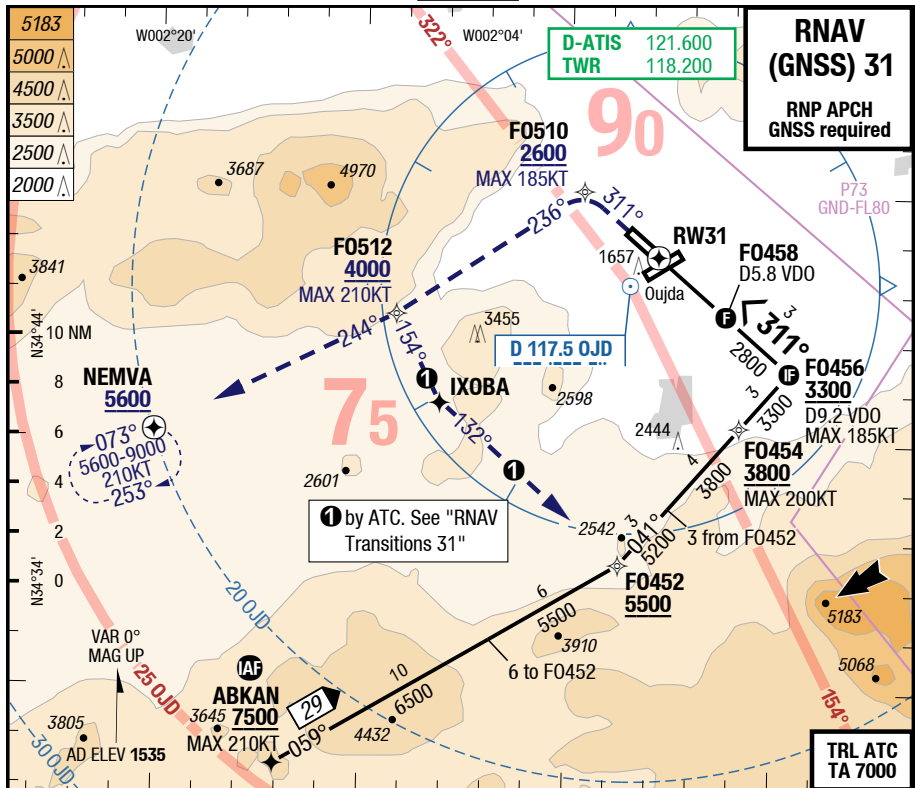 5183
5000
4500
3500
2500
2000
W002°20'
322°
W002°04'
D-ATIS 121.600
TWR 118.200
RNAV
(GNSS) 31
RNP APCH
GNSS required
90
P73
GND-FL80
F0510
2600
MAX 185KT
3687
4970
236°
311°
RW31
1657
Oujda
F0458
D5.8 VDO
F
3841
F0512
4000
MAX 210KT
N34°44'
10 NM
8
6
4
2
0
N34°34'
244°
154°
1
IXOBA
132°
1
3455
D 117.5 OJD
2598
3
<311°
2800
IF
F0456
3300
D9.2 VDO
MAX 185KT
3
3300
NEMVA
5600
073°
5600-9000
210KT
253°
75
2601
2444
F0454
3800
MAX 200KT
4
3800
1 by ATC. See "RNAV
Transitions 31"
2542
3
041°
5200
3 from F0452
F0452
5500
6
5500
3910
6 to F0452
5183
5068
154°
20 OJD
VAR 0°
MAG UP
25 OJD
IAF
ABKAN
7500
MAX 210KT
3645
29
059°
10
6500
4432
3805
AD ELEV 1535
30 OJD
TRL ATC
TA 7000